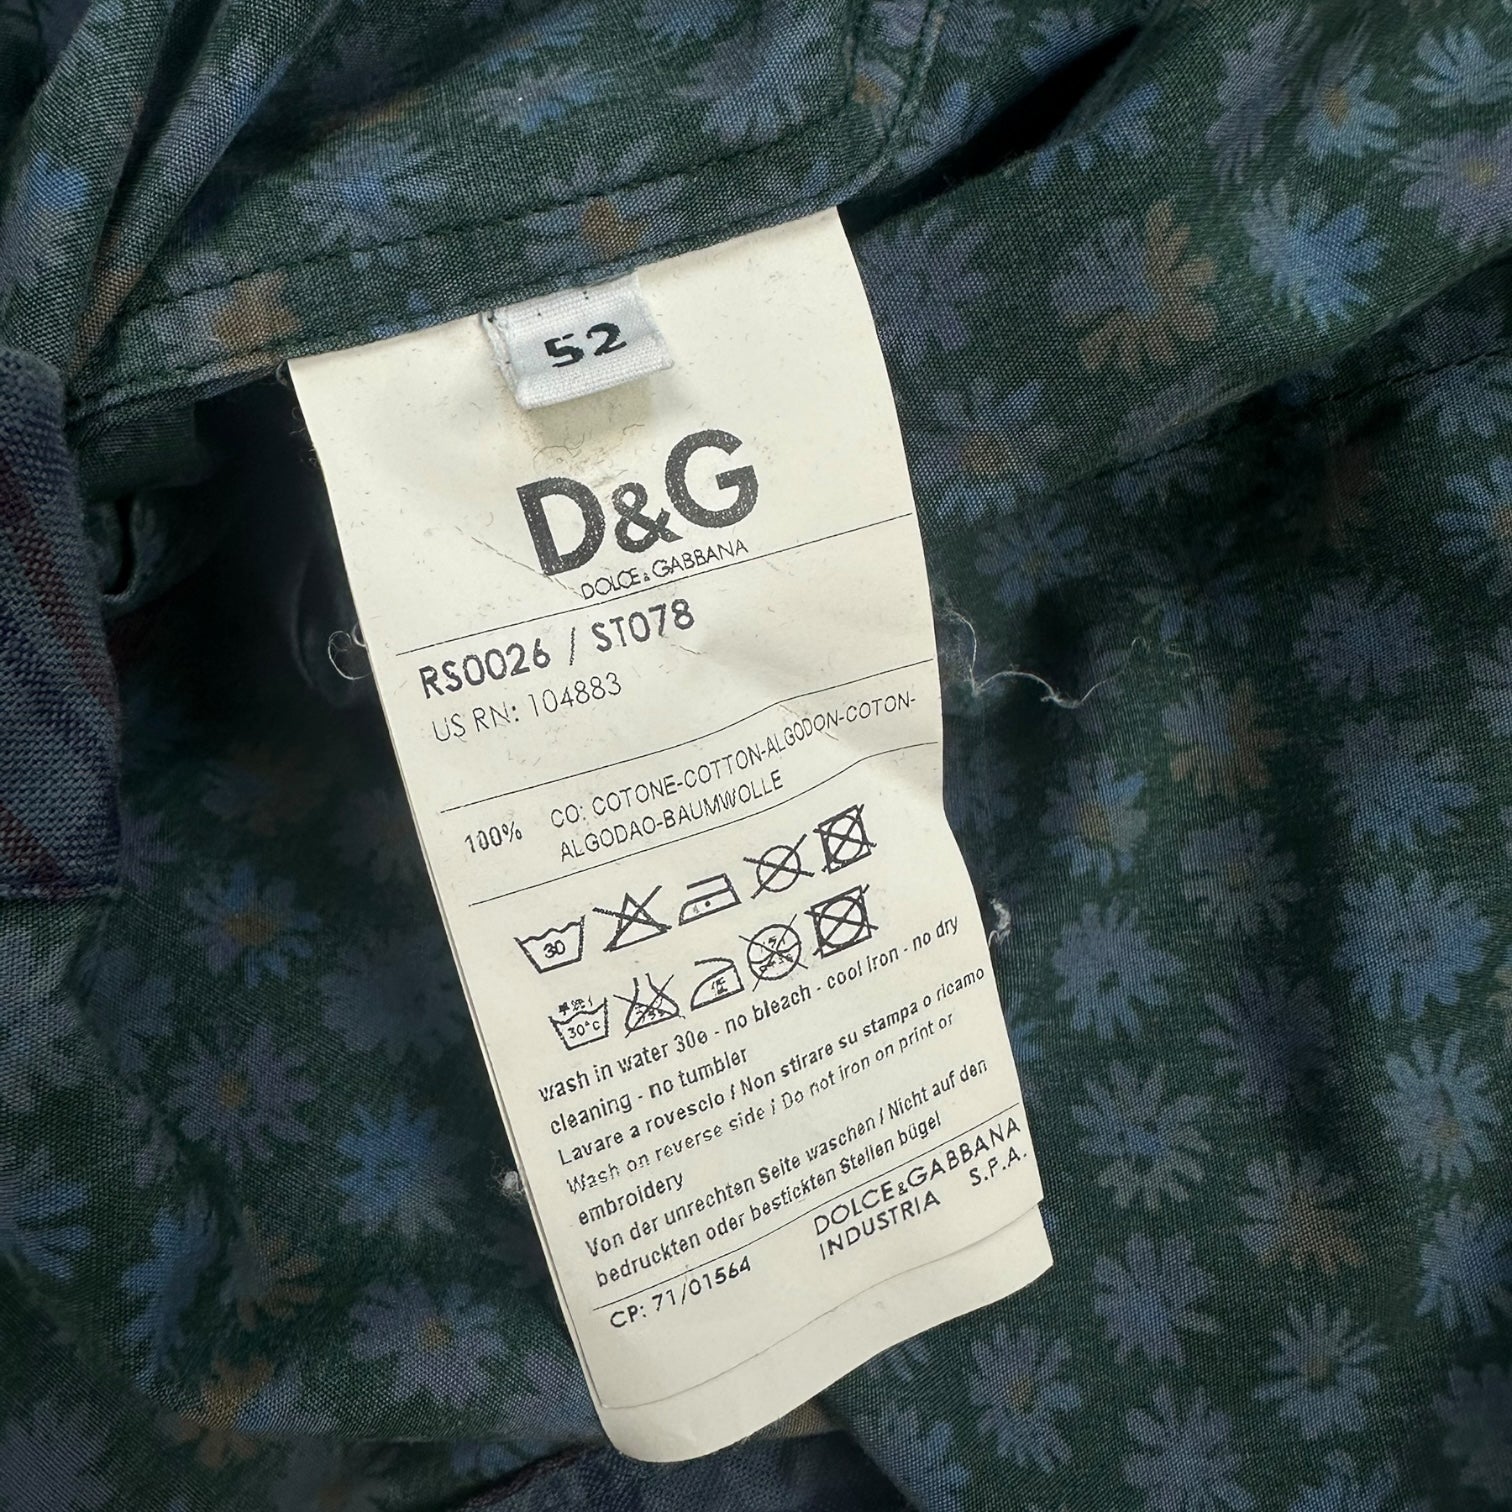 52
D&G
DOLCE & GABBANA
RS0026 / ST078
US RN: 104883
100% CO: COTONE-COTTON-ALGODON-COTON-
ALGODAO-BAUMWOLLE
30
30°C
wash in water 30e - no bleach - cool iron - no dry
cleaning - no tumbler
Lavare a rovescio / Non stirare su stampa o ricamo
Wash on reverse side / Do not iron on print or
embroidery
Von der unrechten Seite waschen / Nicht auf den
bedruckten oder bestickten Stellen bügel
DOLCE & GABBANA
INDUSTRIA S.P.A.
CP: 71/01564